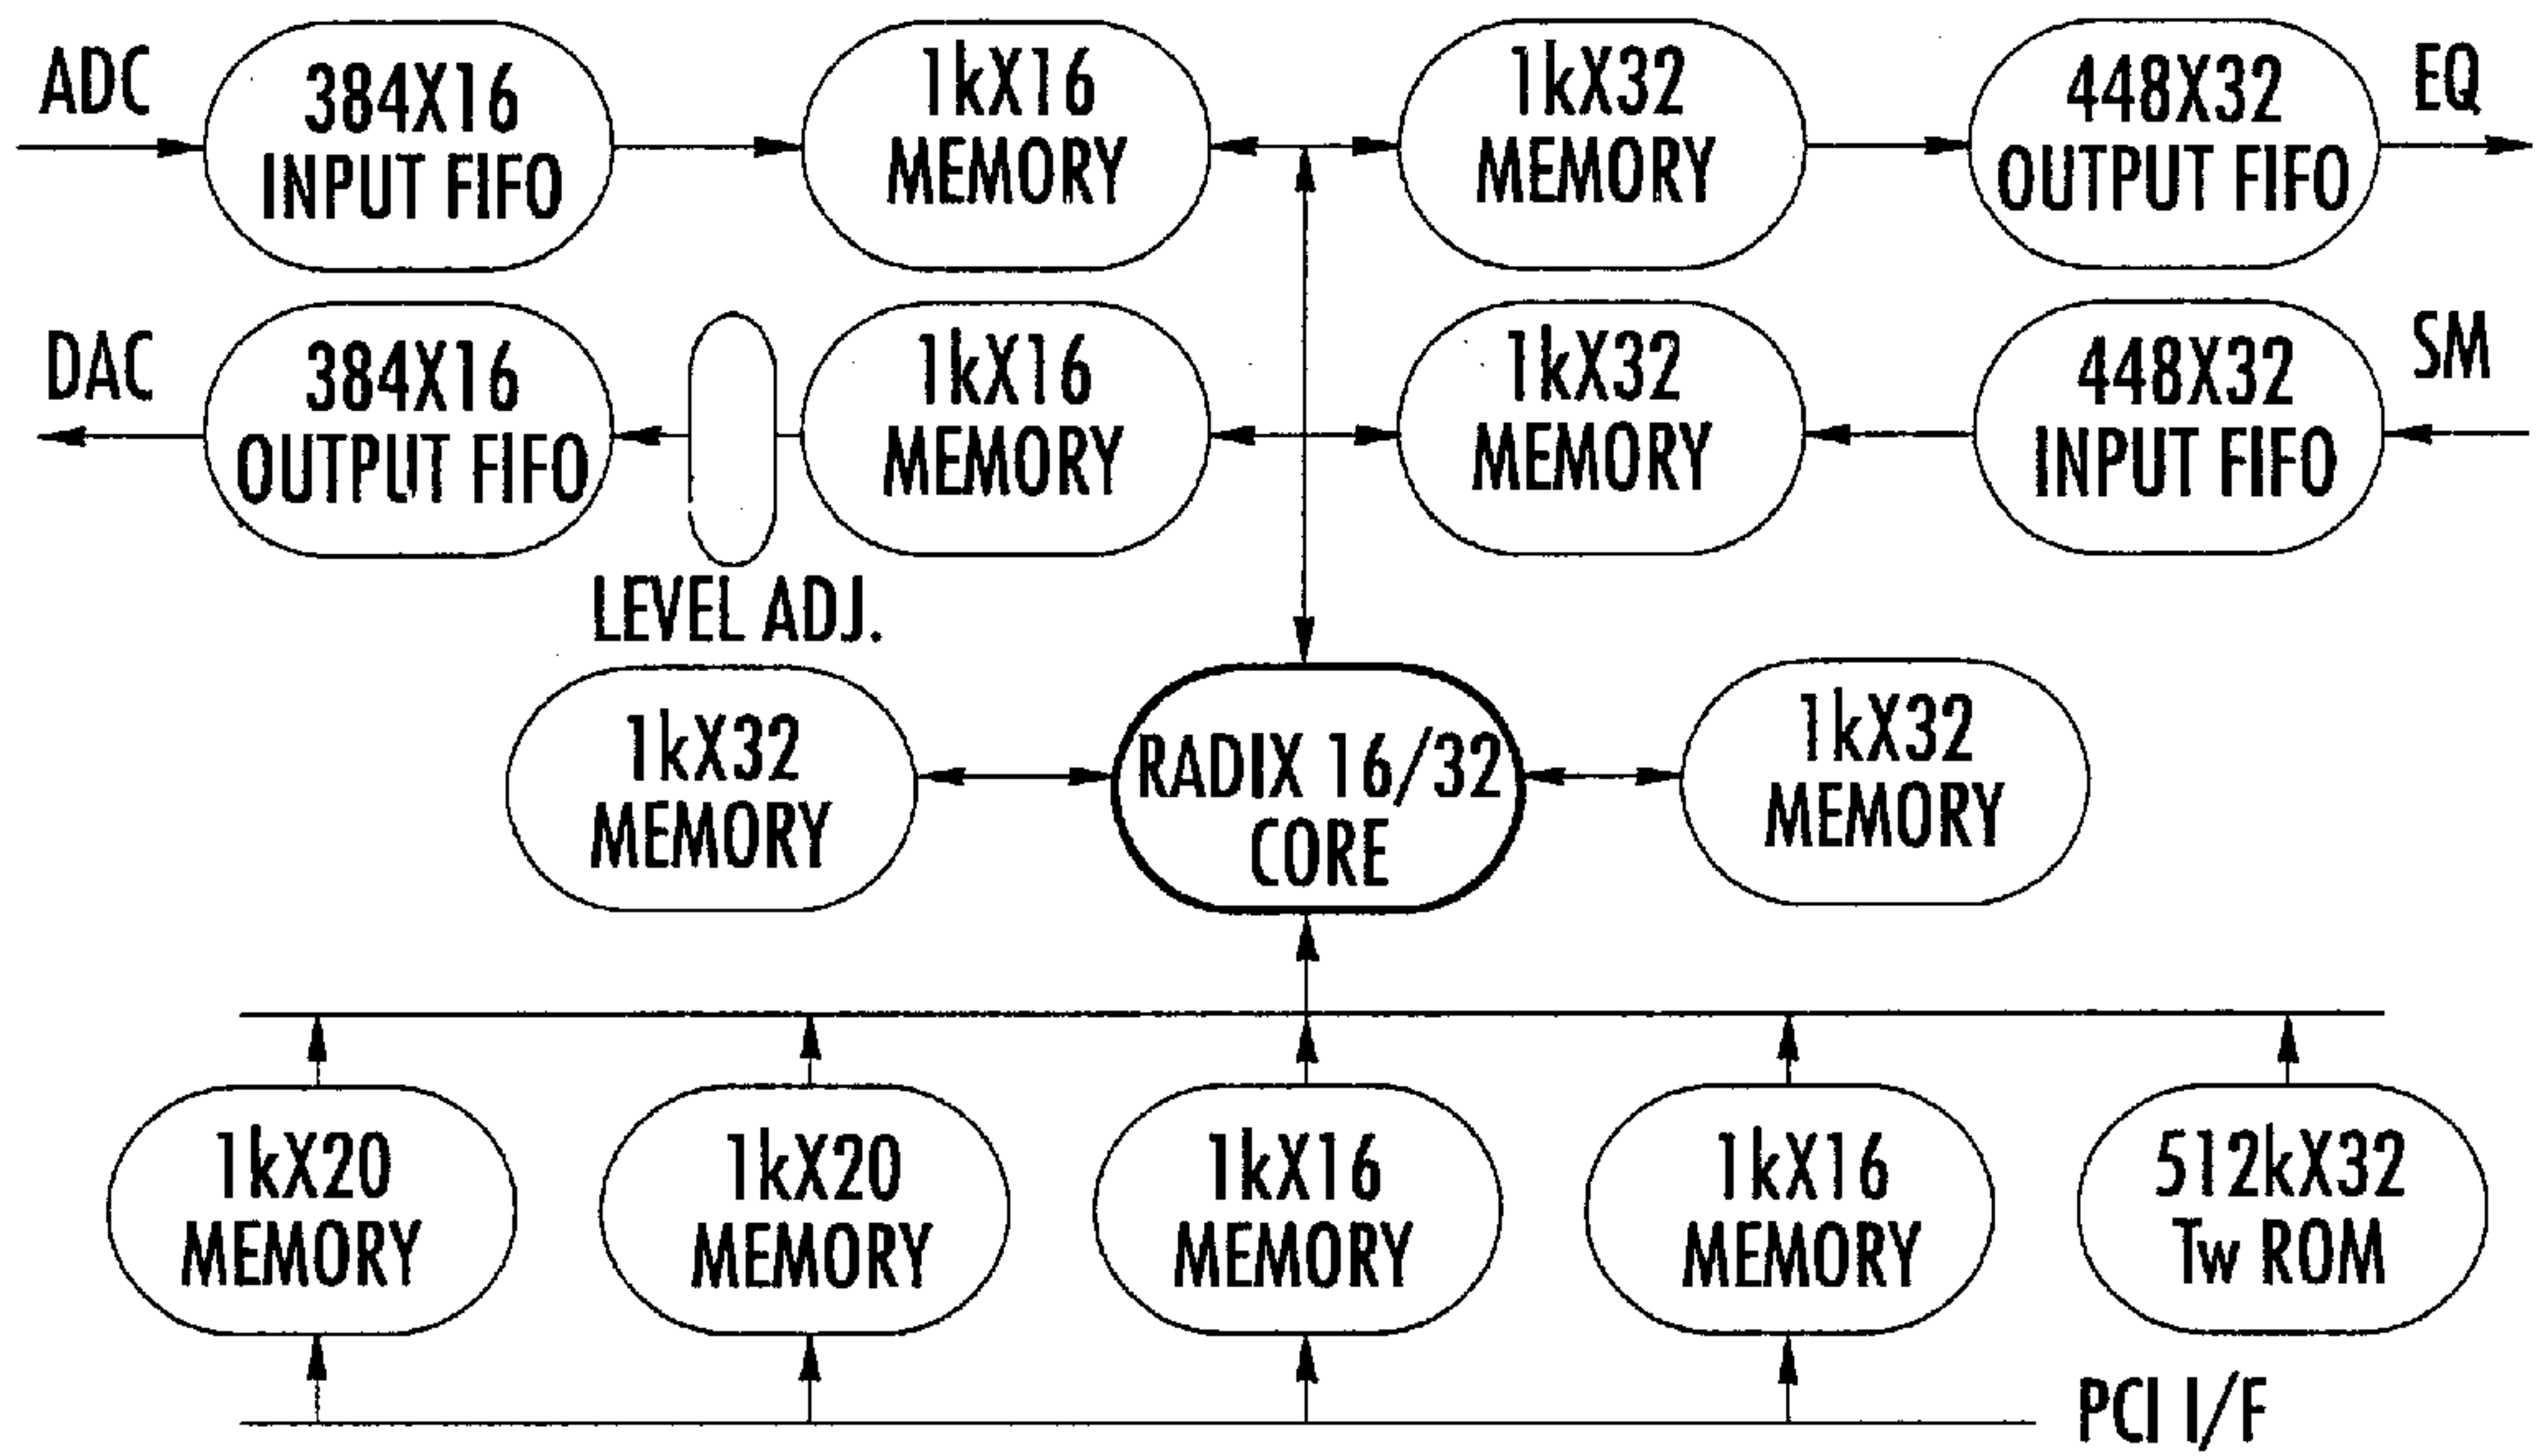 ADC
384X16
INPUT FIFO
1kX16
MEMORY
1kX32
MEMORY
448X32
OUTPUT FIFO
EQ
DAC
384X16
OUTPUT FIFO
LEVEL ADJ.
1kX16
MEMORY
1kX32
MEMORY
448X32
INPUT FIFO
SM
1kX32
MEMORY
RADIX 16/32
CORE
1kX32
MEMORY
1kX20
MEMORY
1kX20
MEMORY
1kX16
MEMORY
1kX16
MEMORY
512kX32
Tw ROM
PCI I/F